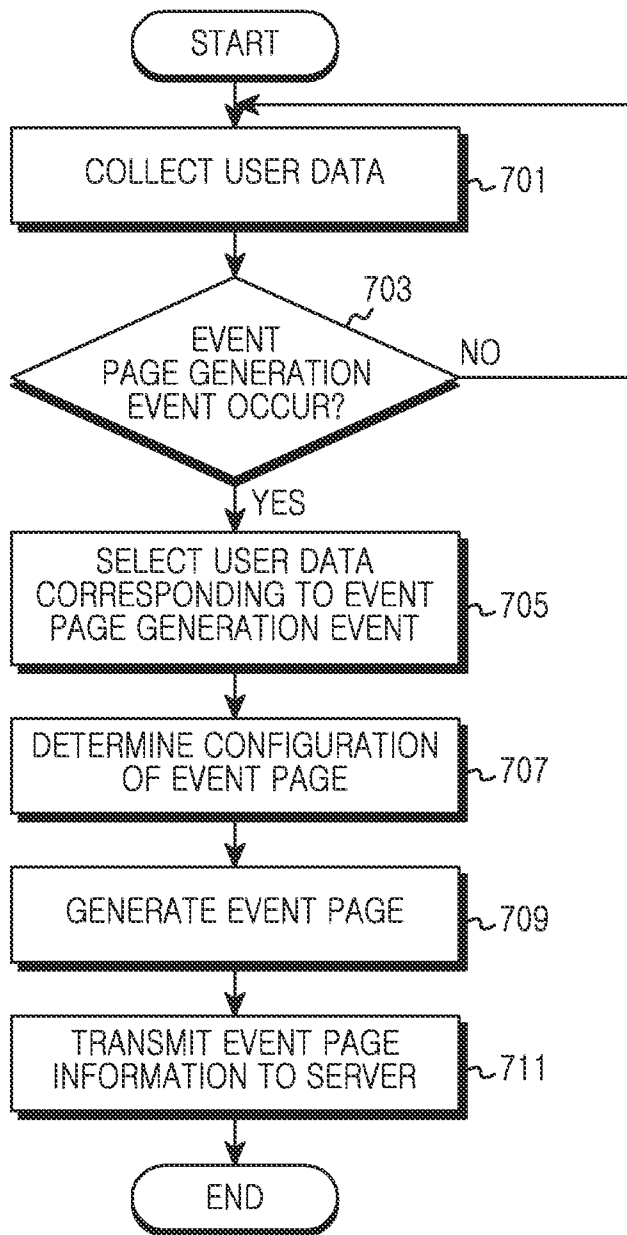 START
COLLECT USER DATA
701
703
EVENT
PAGE GENERATION
EVENT OCCUR?
NO
YES
SELECT USER DATA
CORRESPONDING TO EVENT
PAGE GENERATION EVENT
705
DETERMINE CONFIGURATION
OF EVENT PAGE
707
GENERATE EVENT PAGE
709
TRANSMIT EVENT PAGE
INFORMATION TO SERVER
711
END